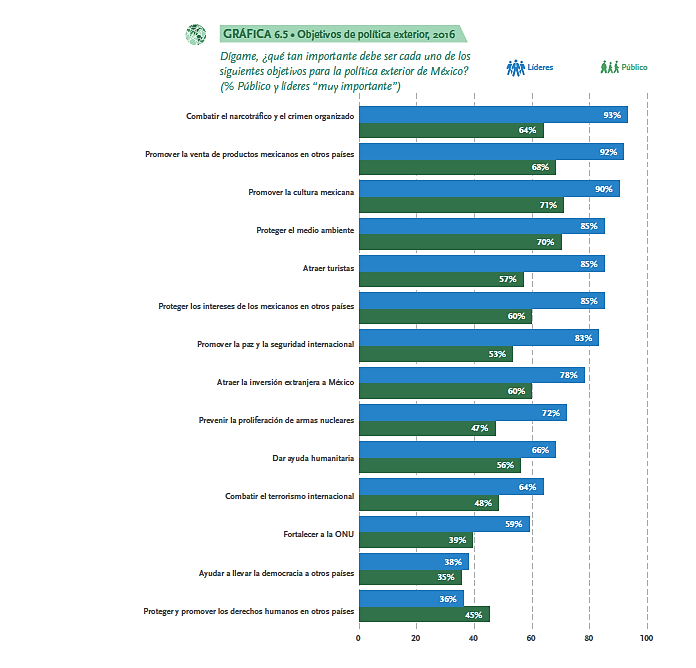 GRÁFICA 6.5 • Objetivos de política exterior, 2016
Dígame, ¿qué tan importante debe ser cada uno de los
siguientes objetivos para la política exterior de México?
(% Público y líderes “muy importante”)
Líderes
Público
Combatir el narcotráfico y el crimen organizado
93%
64%
Promover la venta de productos mexicanos en otros países
92%
68%
Promover la cultura mexicana
90%
71%
Proteger el medio ambiente
85%
70%
Atraer turistas
85%
57%
Proteger los intereses de los mexicanos en otros países
85%
60%
Promover la paz y la seguridad internacional
83%
53%
Atraer la inversión extranjera a México
78%
60%
Prevenir la proliferación de armas nucleares
72%
47%
Dar ayuda humanitaria
66%
56%
Combatir el terrorismo internacional
64%
48%
Fortalecer a la ONU
59%
39%
Ayudar a llevar la democracia a otros países
38%
35%
Proteger y promover los derechos humanos en otros países
36%
45%
0 20 40 60 80 100